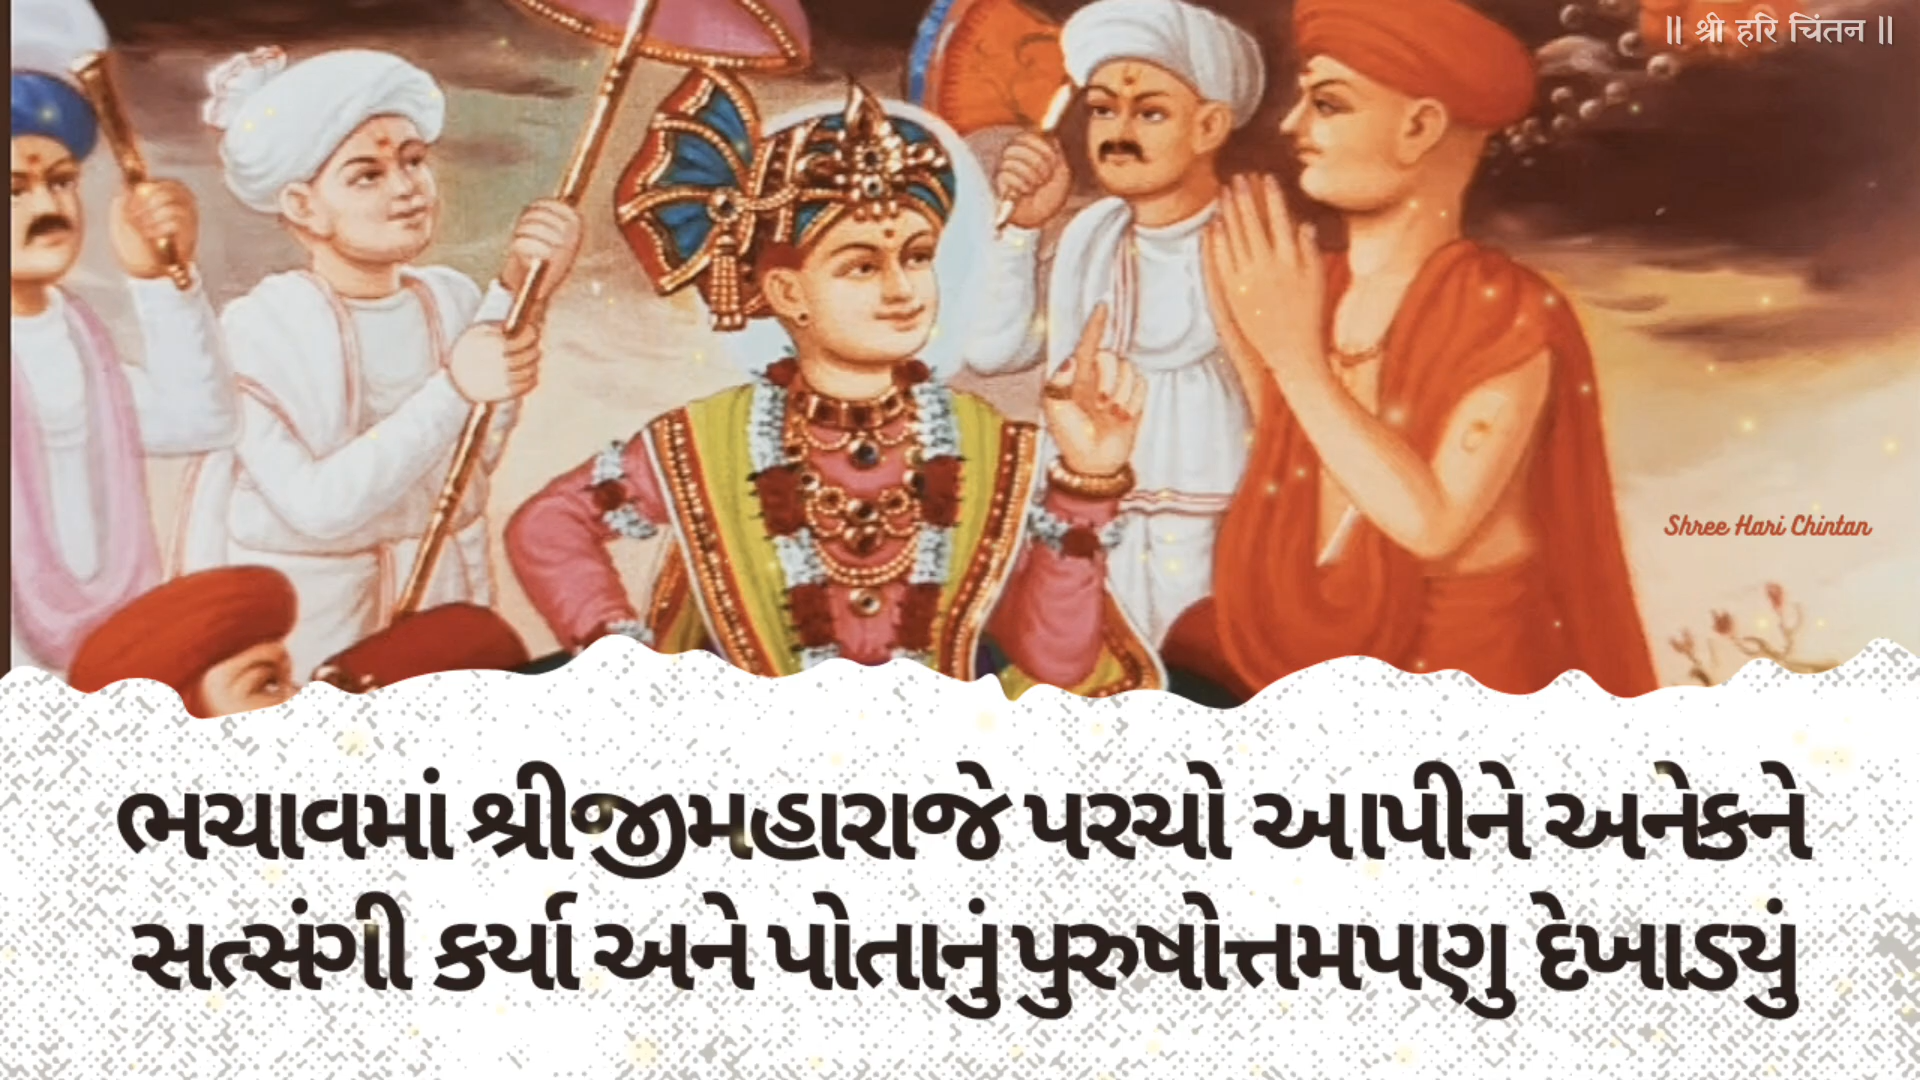 ॥ श्री हरि चिंतन ॥
Shree Hari Chintan
ભચાવમાં શ્રીજીમહારાજે પરચો આપીને અનેકને
સત્સંગી કર્યા અને પોતાનું પુરુષોત્તમપણુ દેખાડ્યું